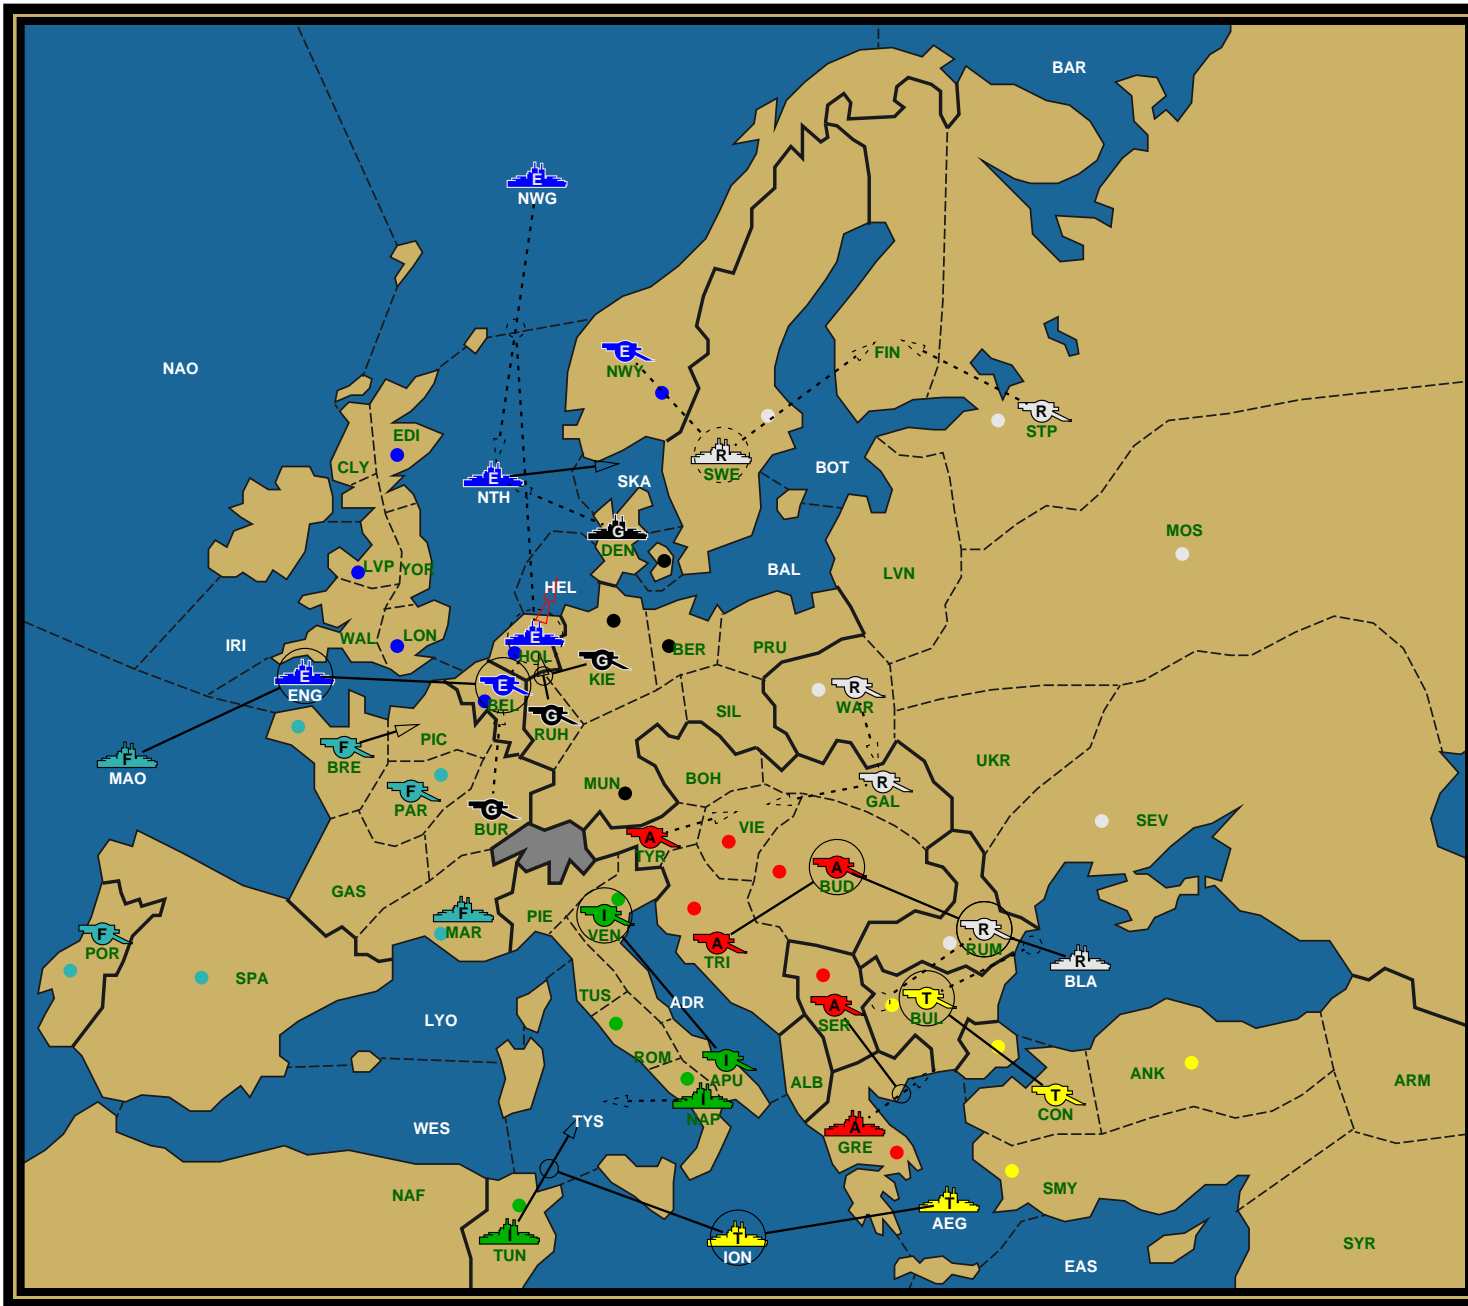 BAR
E
NWG
NAO
E
NWY
FIN
R
STP
EDI
CLY
R
SWE
BOT
SKA
E
NTH
MOS
G
DEN
LVP
YOR
HEL
BAL
LVN
IRI
WAL
LON
E
HOL
BER
PRU
G
KIE
E
ENG
E
BEL
R
WAR
G
RUH
SIL
F
MAO
F
BRE
PIC
UKR
MUN
BOH
R
GAL
F
PAR
G
BUR
A
TYR
VIE
SEV
A
BUD
GAS
F
MAR
PIE
I
VEN
F
POR
R
RUM
A
TRI
R
BLA
SPA
TUS
ADR
A
SER
T
BUL
LYO
ROM
I
APU
ALB
ANK
ARM
T
CON
I
NAP
TYS
WES
A
GRE
NAF
SMY
T
AEG
I
TUN
T
ION
SYR
EAS